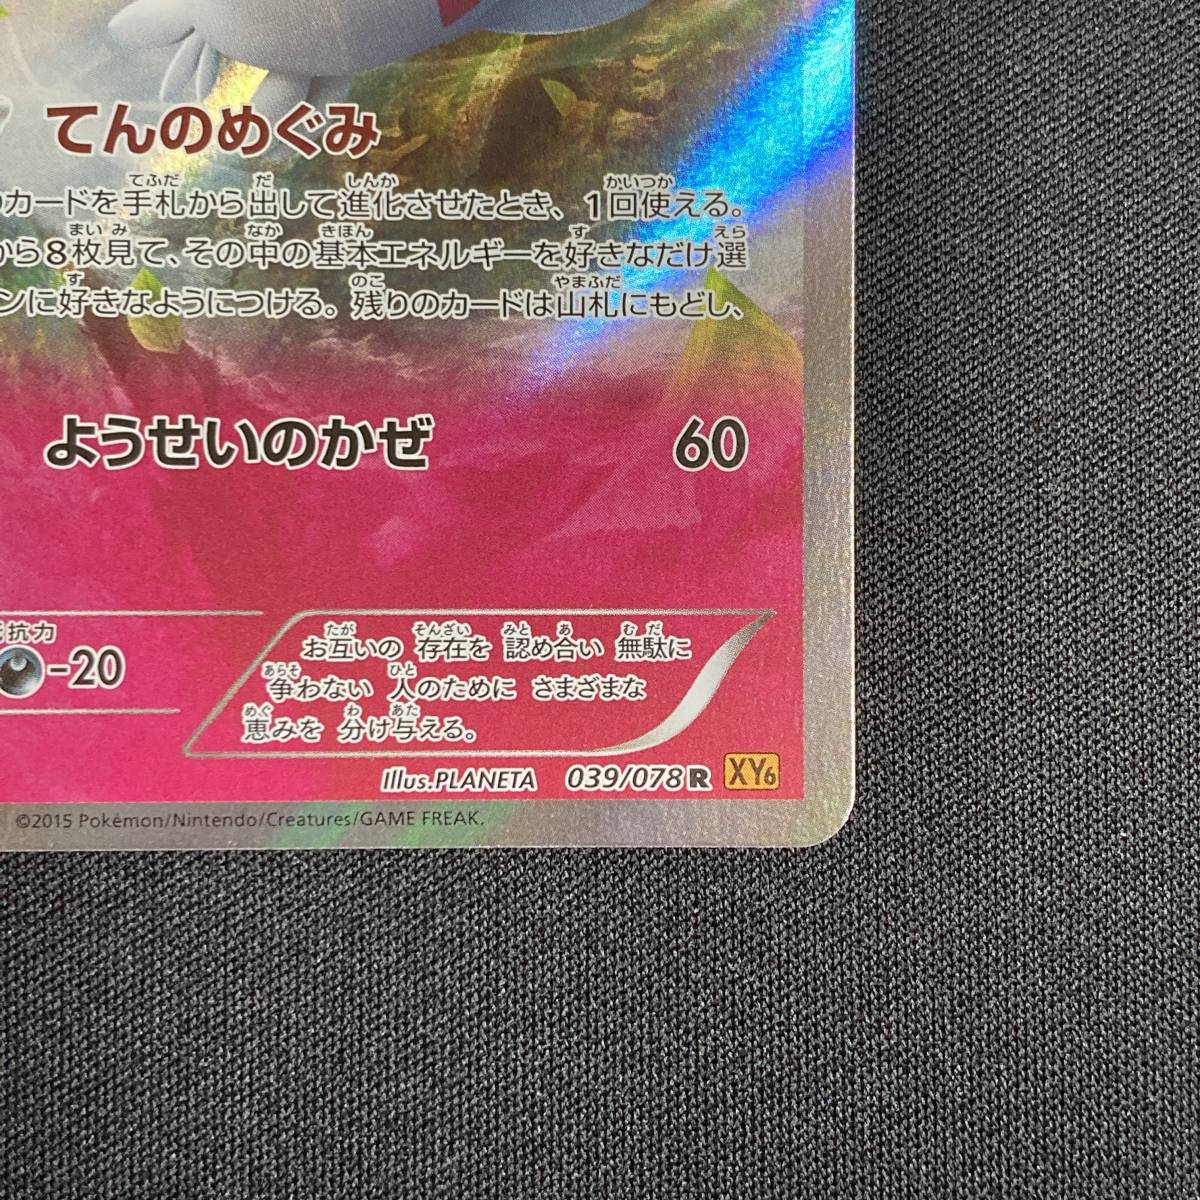 てんのめぐみ
のカードを手札から出して進化させたとき、1回使える。
から8枚見て、その中の基本エネルギーを好きなだけ選
ンに好きなようにつける。残りのカードは山札にもどし、
ようせいのかぜ 60
抗力
-20
お互いの 存在を 認め合い 無駄に
争わない 人のために さまざまな
恵みを 分け与える。
Illus.PLANETA 039/078 R XY6
©2015 Pokémon/Nintendo/Creatures/GAME FREAK.